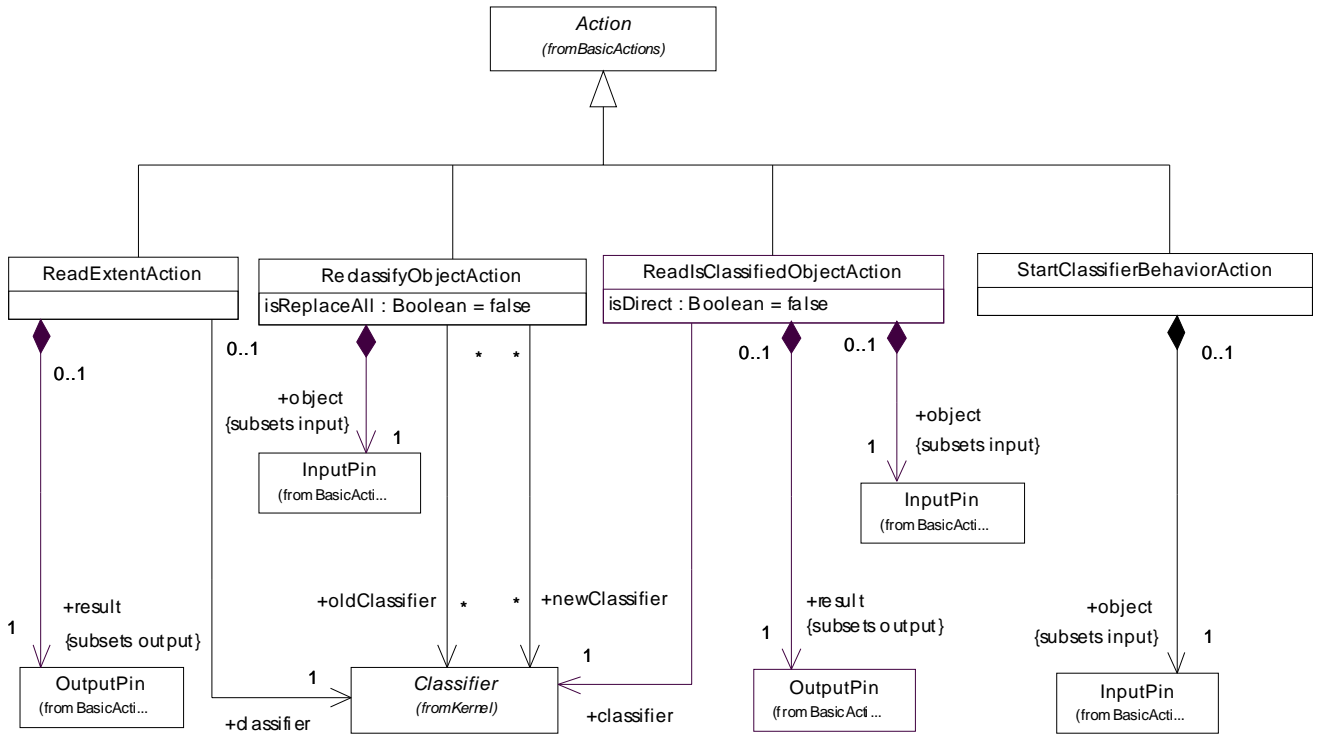 Action
(fromBasicActions)
ReadExtentAction
ReclassifyObjectAction
isReplaceAll : Boolean = false
ReadIsClassifiedObjectAction
isDirect : Boolean = false
StartClassifierBehaviorAction
0..1
0..1
*
*
0..1
0..1
0..1
+object
{subsets input}
1
InputPin
(from BasicActi...
+object
{subsets input}
1
InputPin
(from BasicActi...
+oldClassifier
*
*
+newClassifier
+result
{subsets output}
1
OutputPin
(from BasicActi...
1
+classifier
Classifier
(fromKernel)
1
+classifier
+result
{subsets output}
1
OutputPin
(from BasicActi...
+object
{subsets input}
1
InputPin
(from BasicActi...